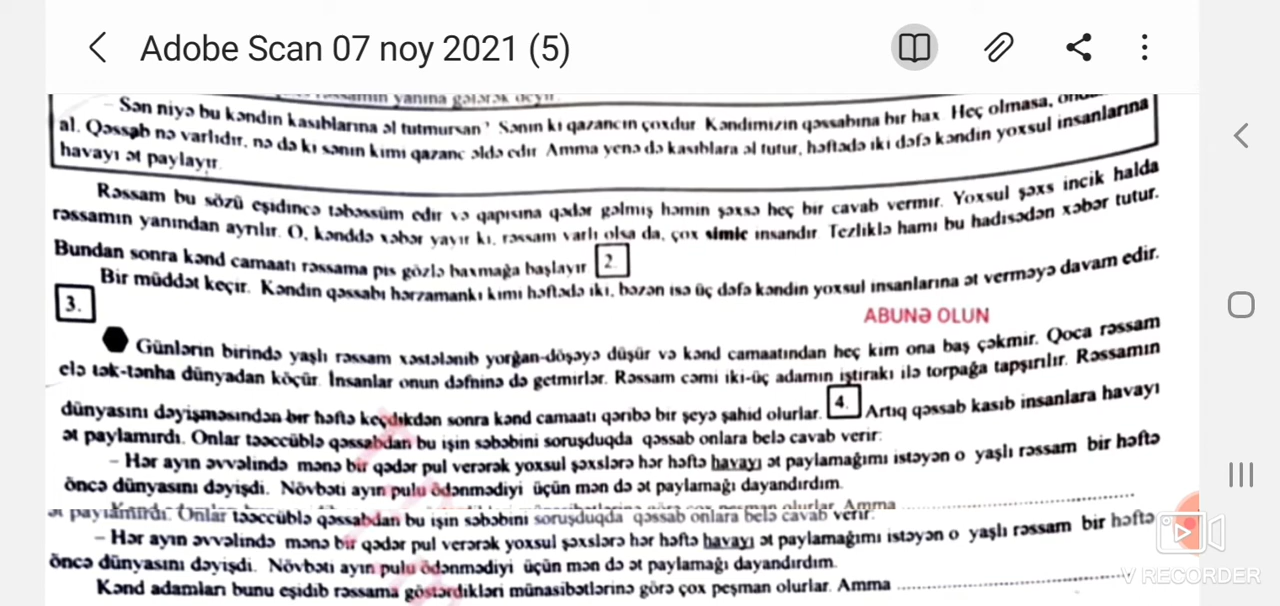 Adobe Scan 07 noy 2021 (5)
yanına gələrək deyir:
– Sən niyə bu kəndin kasıblarına əl tutmursan? Sənin ki qazancın çoxdur. Kəndimizin qəssabına bir bax. Heç olmasa,
al. Qəssab nə varlıdır, nə də ki sənin kimi qazanc əldə edir. Amma yenə də kasıblara əl tutur, həftədə iki dəfə kəndin yoxsul insanlarına
havayı ət paylayır.
Rəssam bu sözü eşidincə təbəssüm edir və qapısına qədər gəlmiş həmin şəxsə heç bir cavab vermir. Yoxsul şəxs incik halda
rəssamın yanından ayrılır. O, kənddə xəbər yayır ki, rəssam varlı olsa da, çox simic insandır. Tezliklə hamı bu hadisədən xəbər tutur.
Bundan sonra kənd camaatı rəssama pis gözlə baxmağa başlayır 2.
Bir müddət keçir. Kəndin qəssabı hərzamankı kimi həftədə iki, bəzən isə üç dəfə kəndin yoxsul insanlarına ət verməyə davam edir.
3.
ABUNƏ OLUN
Günlərin birində yaşlı rəssam xəstələnib yorğan-döşəyə düşür və kənd camaatından heç kim ona baş çəkmir. Qoca rəssam
elə tək-tənha dünyadan köçür. İnsanlar onun dəfninə də getmirlər. Rəssam cəmi iki-üç adamın iştirakı ilə torpağa tapşırılır. Rəssamın
dünyasını dəyişməsindən bir həftə keçdikdən sonra kənd camaatı qəribə bir şeyə şahid olurlar. 4. Artıq qəssab kasıb insanlara havayı
ət paylamırdı. Onlar təəccüblə qəssabdan bu işin səbəbini soruşduqda qəssab onlara belə cavab verir:
– Hər ayın əvvəlində mənə bir qədər pul verərək yoxsul şəxslərə hər həftə havayı ət paylamağımı istəyən o yaşlı rəssam bir həftə
öncə dünyasını dəyişdi. Növbəti ayın pulu ödənmədiyi üçün mən də ət paylamağı dayandırdım.
peşman olurlar. Amma
ət paylamırdı. Onlar təəccüblə qəssabdan bu işin səbəbini soruşduqda qəssab onlara belə cavab verir:
– Hər ayın əvvəlində mənə bir qədər pul verərək yoxsul şəxslərə hər həftə havayı ət paylamağımı istəyən o yaşlı rəssam bir həftə
öncə dünyasını dəyişdi. Növbəti ayın pulu ödənmədiyi üçün mən də ət paylamağı dayandırdım.
V RECORDER
Kənd adamları bunu eşidib rəssama göstərdikləri münasibətlərinə görə çox peşman olurlar. Amma